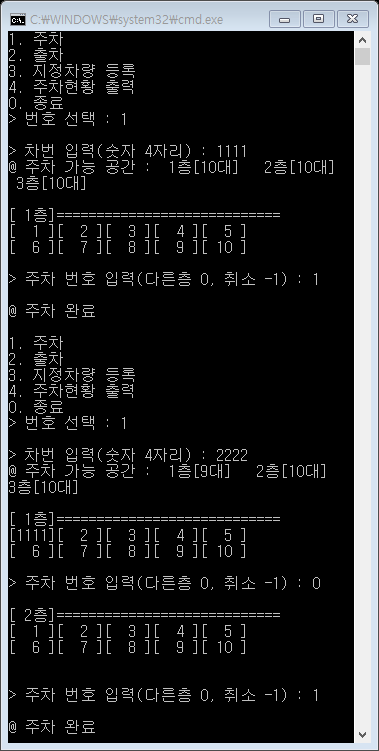 C:\WINDOWS\system32\cmd.exe
1. 주차
2. 출차
3. 지정차량 등록
4. 주차현황 출력
0. 종료
> 번호 선택 : 1
> 차번 입력(숫자 4자리) : 1111
@ 주차 가능 공간 :  1층[10대]   2층[10대]
 3층[10대]
[ 1층]============================
[  1 ][  2 ][  3 ][  4 ][  5 ]
[  6 ][  7 ][  8 ][  9 ][ 10 ]
> 주차 번호 입력(다른층 0, 취소 -1) : 1
@ 주차 완료
1. 주차
2. 출차
3. 지정차량 등록
4. 주차현황 출력
0. 종료
> 번호 선택 : 1
> 차번 입력(숫자 4자리) : 2222
@ 주차 가능 공간 :  1층[9대]   2층[10대]
3층[10대]
[ 1층]============================
[1111][  2 ][  3 ][  4 ][  5 ]
[  6 ][  7 ][  8 ][  9 ][ 10 ]
> 주차 번호 입력(다른층 0, 취소 -1) : 0
[ 2층]============================
[  1 ][  2 ][  3 ][  4 ][  5 ]
[  6 ][  7 ][  8 ][  9 ][ 10 ]
> 주차 번호 입력(다른층 0, 취소 -1) : 1
@ 주차 완료